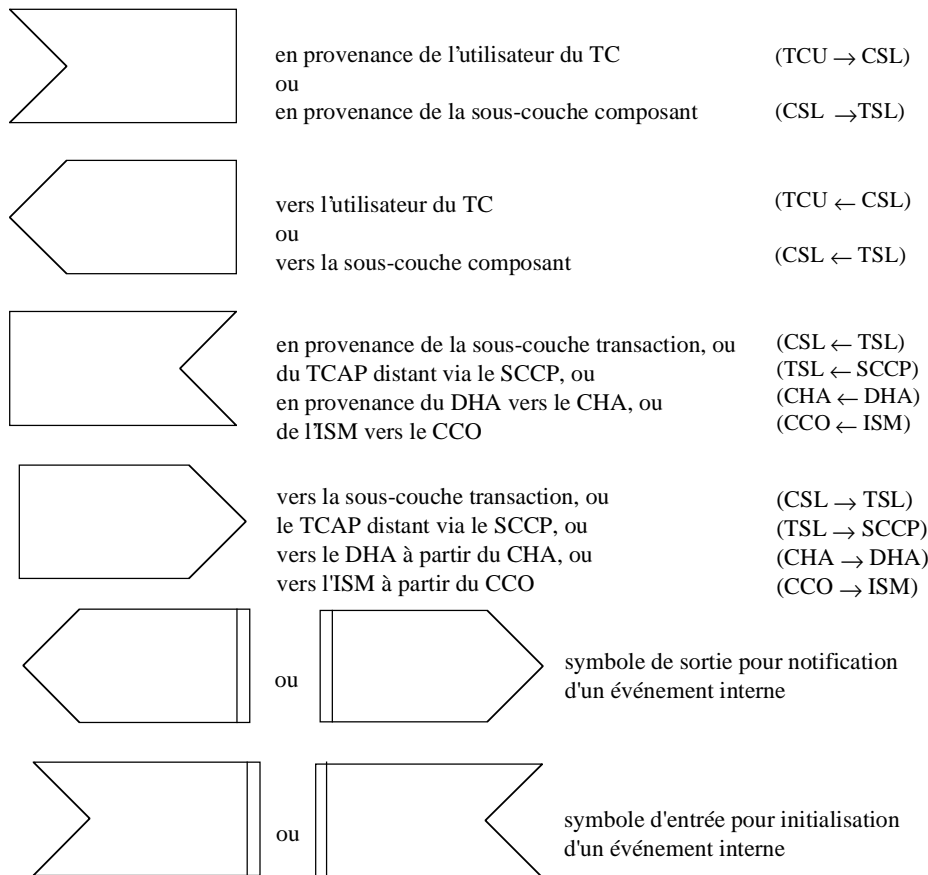 en provenance de l'utilisateur du TC (TCU → CSL)
ou
en provenance de la sous-couche composant (CSL →TSL)
vers l'utilisateur du TC (TCU ← CSL)
ou
vers la sous-couche composant (CSL ← TSL)
en provenance de la sous-couche transaction, ou (CSL ← TSL)
du TCAP distant via le SCCP, ou (TSL ← SCCP)
en provenance du DHA vers le CHA, ou (CHA ← DHA)
de l'ISM vers le CCO (CCO ← ISM)
vers la sous-couche transaction, ou (CSL → TSL)
le TCAP distant via le SCCP, ou (TSL → SCCP)
vers le DHA à partir du CHA, ou (CHA → DHA)
vers l'ISM à partir du CCO (CCO → ISM)
ou symbole de sortie pour notification
d'un événement interne
ou symbole d'entrée pour initialisation
d'un événement interne